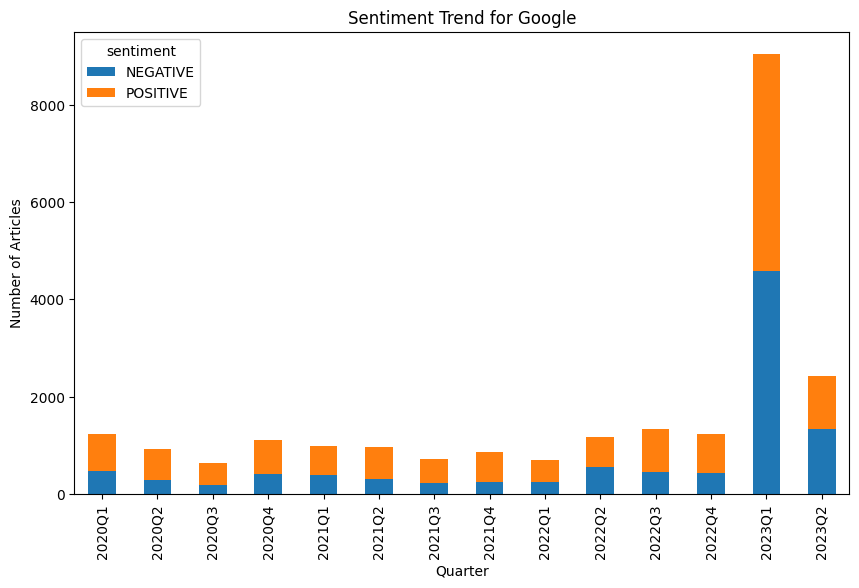 Sentiment Trend for Google
sentiment
NEGATIVE
POSITIVE
Number of Articles
8000
6000
4000
2000
0
2020Q1
2020Q2
2020Q3
2020Q4
2021Q1
2021Q2
2021Q3
2021Q4
2022Q1
2022Q2
2022Q3
2022Q4
2023Q1
2023Q2
Quarter